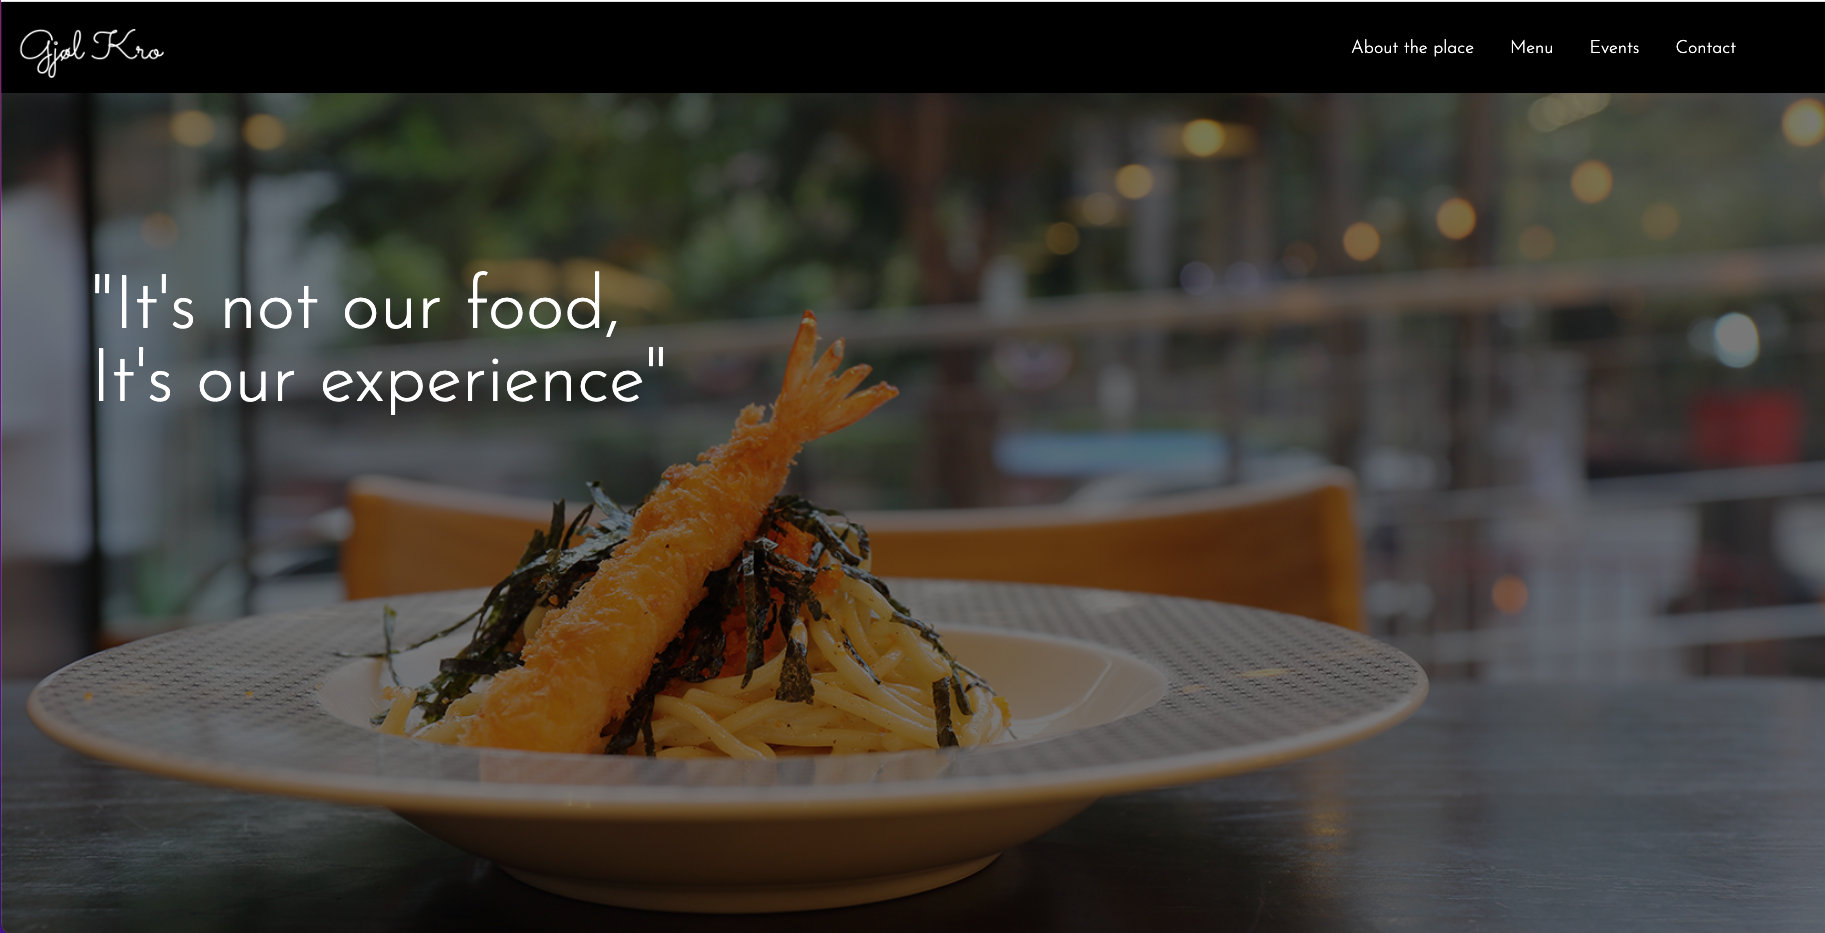 Gjøl Kro
About the place
Menu
Events
Contact
"It's not our food,
It's our experience"